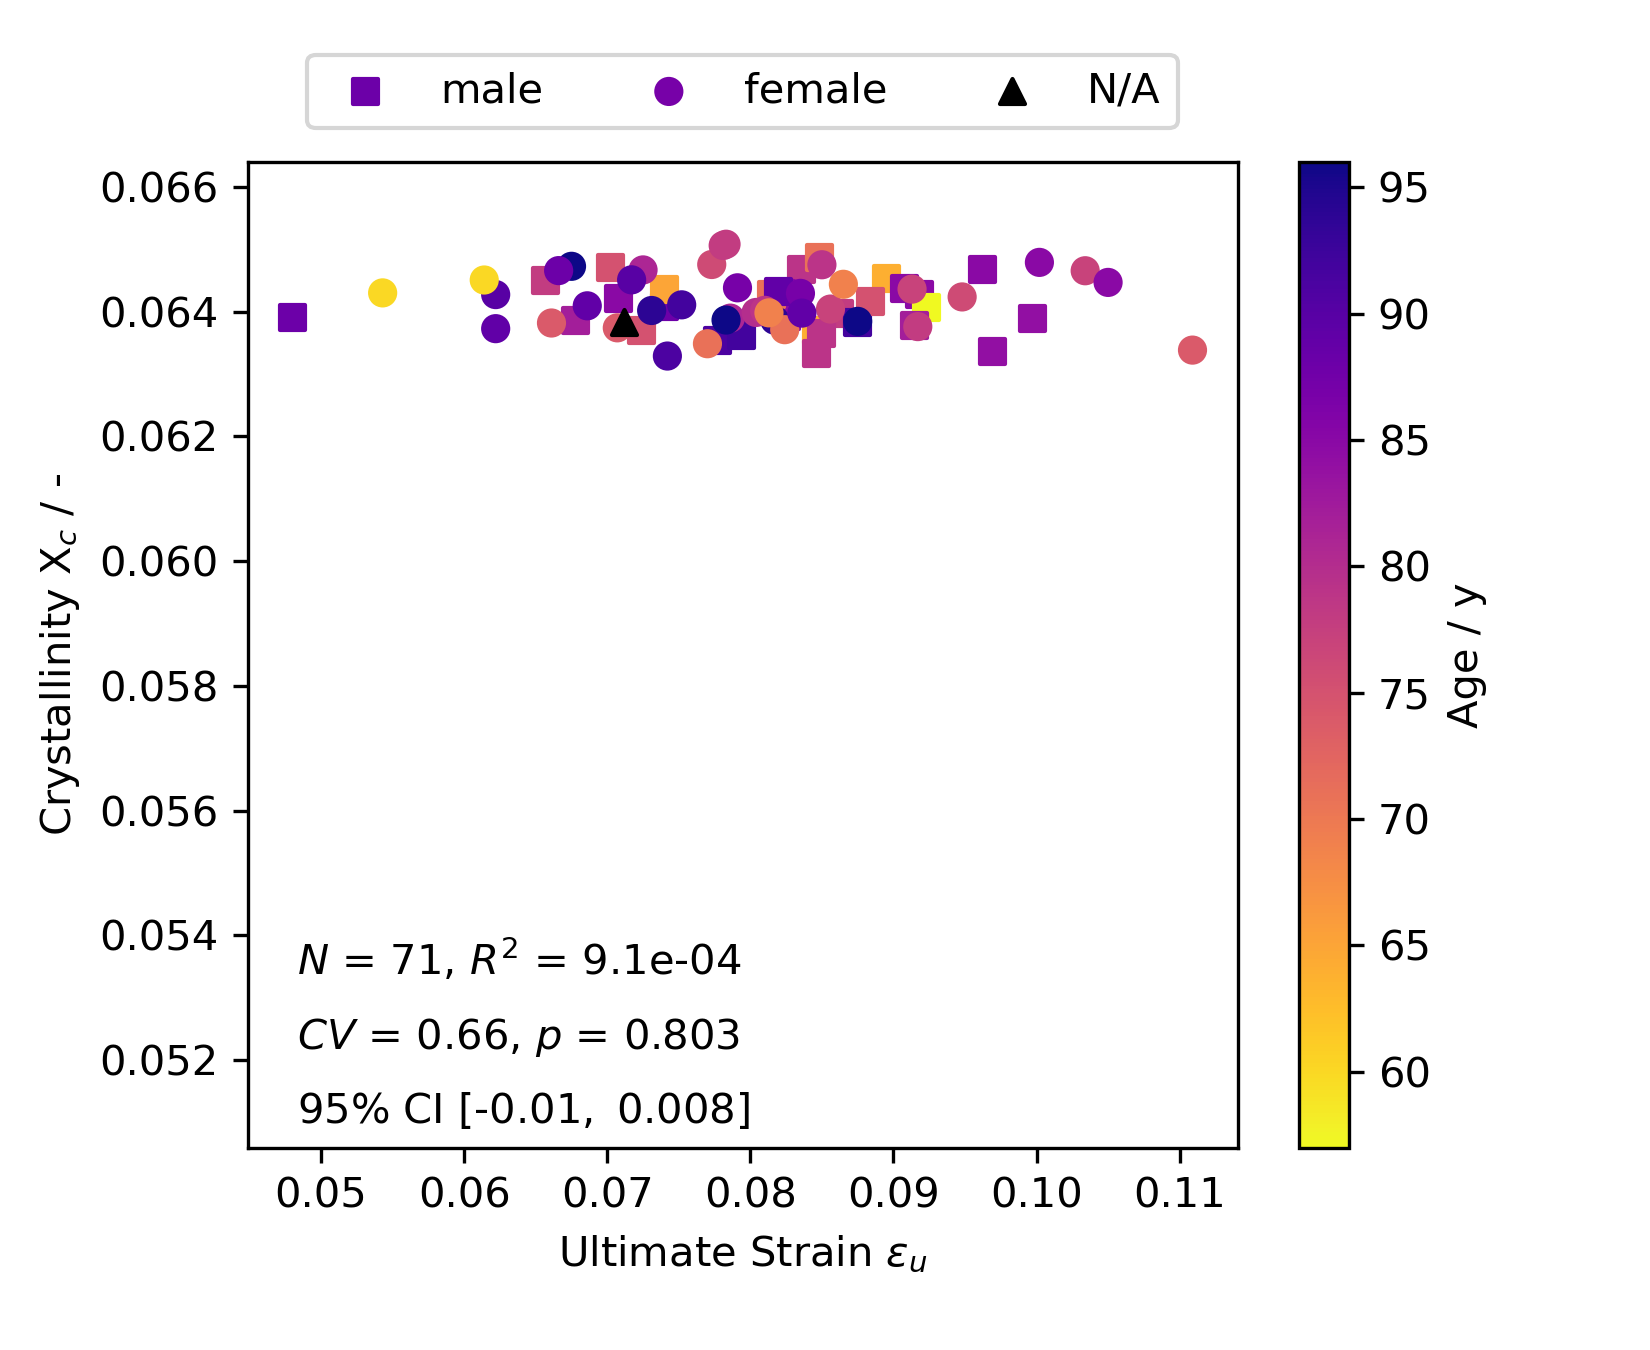 male female N/A
0.066
0.064
0.062
0.060
0.058
0.056
0.054
0.052
Crystallinity X_c / -
N = 71, R² = 9.1e-04
CV = 0.66, p = 0.803
95% CI [-0.01, 0.008]
0.05 0.06 0.07 0.08 0.09 0.10 0.11
Ultimate Strain ε_u
95
90
85
80
75
70
65
60
Age / y